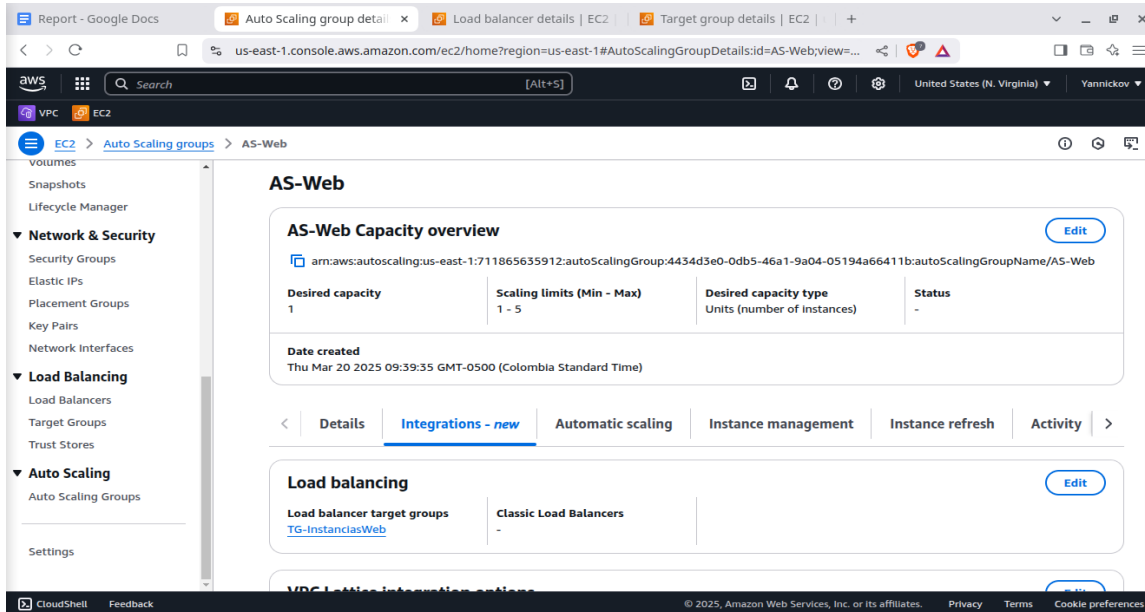 Report - Google Docs
Auto Scaling group detail
Load balancer details | EC2
Target group details | EC2 |
us-east-1.console.aws.amazon.com/ec2/home?region=us-east-1#AutoScalingGroupDetails:id=AS-Web;view=...
aws
Search
[Alt+S]
United States (N. Virginia)
Yannickov
VPC
EC2
EC2 > Auto Scaling groups > AS-Web
Volumes
Snapshots
Lifecycle Manager
Network & Security
Security Groups
Elastic IPs
Placement Groups
Key Pairs
Network Interfaces
Load Balancing
Load Balancers
Target Groups
Trust Stores
Auto Scaling
Auto Scaling Groups
Settings
AS-Web
AS-Web Capacity overview
Edit
arn:aws:autoscaling:us-east-1:711865635912:autoScalingGroup:4434d3e0-0db5-46a1-9a04-05194a66411b:autoScalingGroupName/AS-Web
Desired capacity
1
Scaling limits (Min - Max)
1 - 5
Desired capacity type
Units (number of instances)
Status
-
Date created
Thu Mar 20 2025 09:39:35 GMT-0500 (Colombia Standard Time)
Details
Integrations - new
Automatic scaling
Instance management
Instance refresh
Activity
Load balancing
Edit
Load balancer target groups
TG-InstanciasWeb
Classic Load Balancers
-
VPC Lattice integration options
Edit
CloudShell
Feedback
© 2025, Amazon Web Services, Inc. or its affiliates.
Privacy
Terms
Cookie preferences